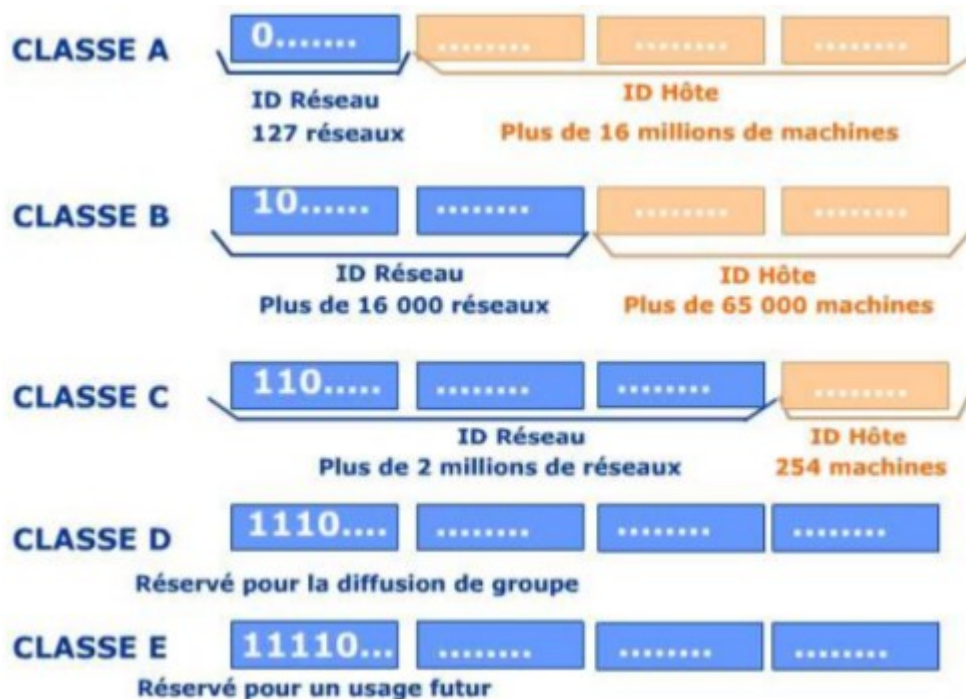 CLASSE A 0....... ........ ........ ........
ID Réseau ID Hôte
127 réseaux Plus de 16 millions de machines
CLASSE B 10...... ........ ........ ........
ID Réseau ID Hôte
Plus de 16 000 réseaux Plus de 65 000 machines
CLASSE C 110..... ........ ........ ........
ID Réseau ID Hôte
Plus de 2 millions de réseaux 254 machines
CLASSE D 1110.... ........ ........ ........
Réservé pour la diffusion de groupe
CLASSE E 11110... ........ ........ ........
Réservé pour un usage futur